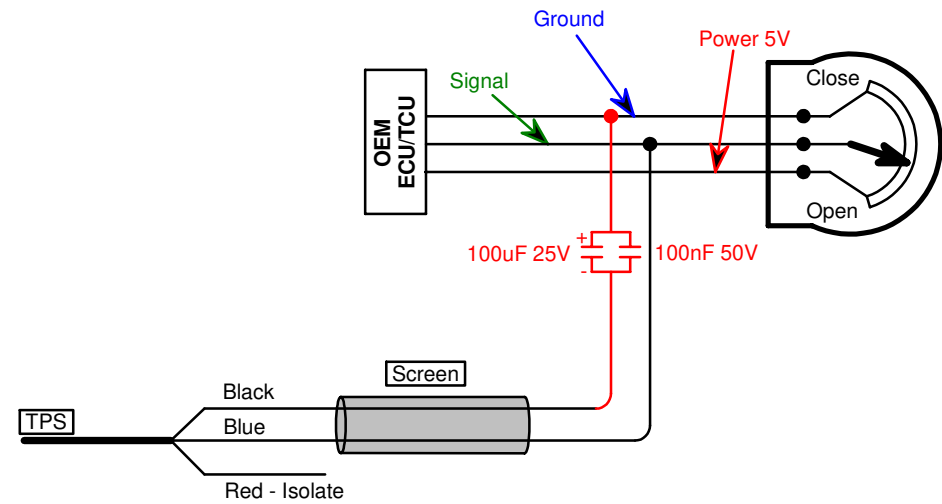 Ground
Power 5V
Signal
Close
OEM
ECU/TCU
Open
+
100uF 25V
100nF 50V
-
Screen
Black
TPS
Blue
Red - Isolate